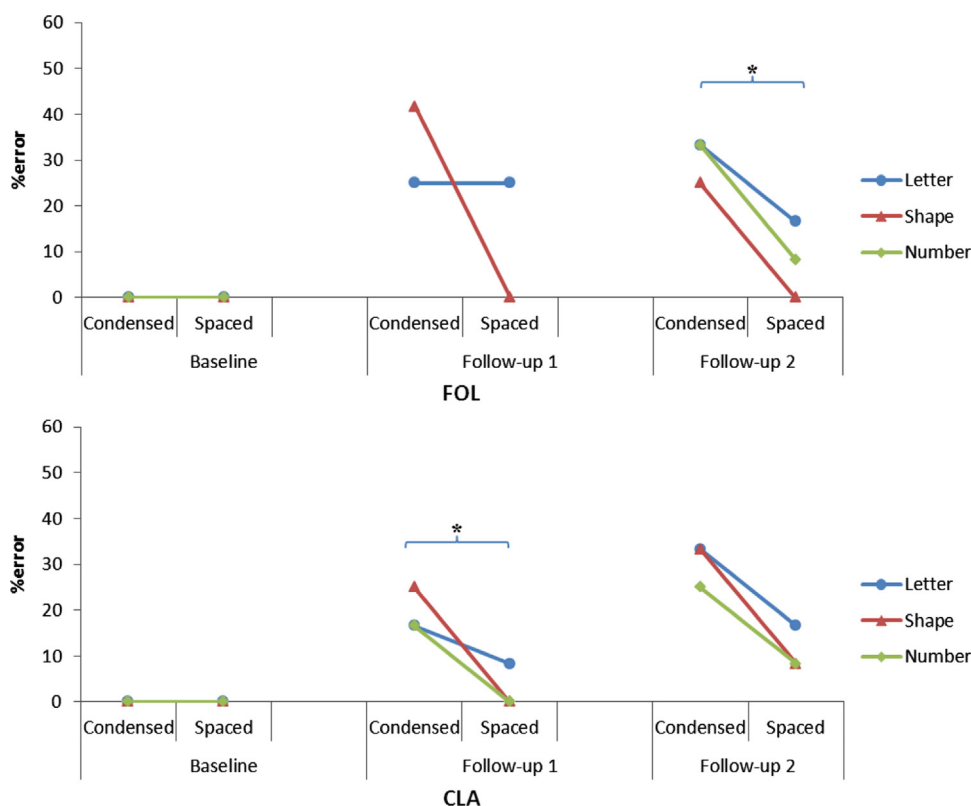 60
50
40
30
20
10
0
%error
*
Letter
Shape
Number
Condensed Spaced Condensed Spaced Condensed Spaced
Baseline Follow-up 1 Follow-up 2
FOL
60
50
40
30
20
10
0
%error
*
Letter
Shape
Number
Condensed Spaced Condensed Spaced Condensed Spaced
Baseline Follow-up 1 Follow-up 2
CLA